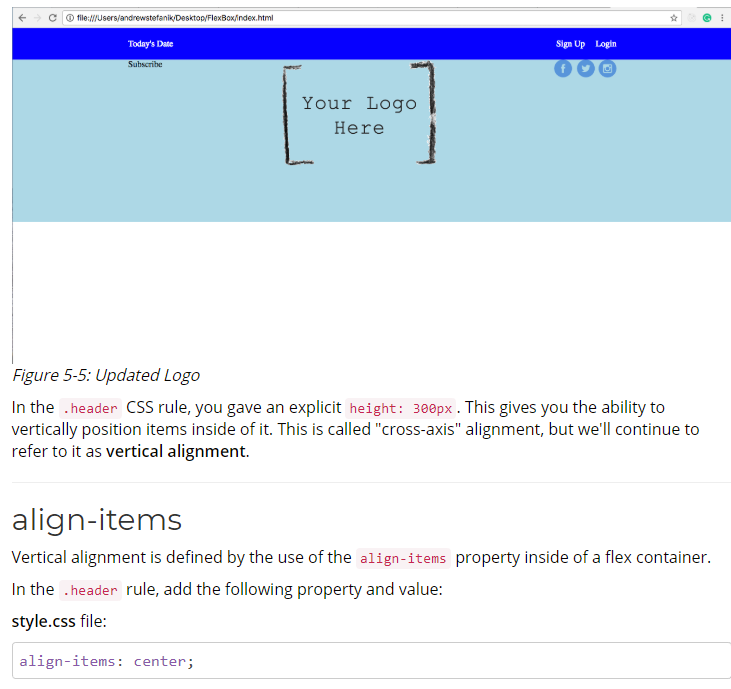 file:///Users/andrewstefanik/Desktop/FlexBox/index.html
Today's Date Sign Up Login
Subscribe
Your Logo
Here
Figure 5-5: Updated Logo
In the .header CSS rule, you gave an explicit height: 300px. This gives you the ability to
vertically position items inside of it. This is called "cross-axis" alignment, but we'll continue to
refer to it as vertical alignment.
align-items
Vertical alignment is defined by the use of the align-items property inside of a flex container.
In the .header rule, add the following property and value:
style.css file:
align-items: center;